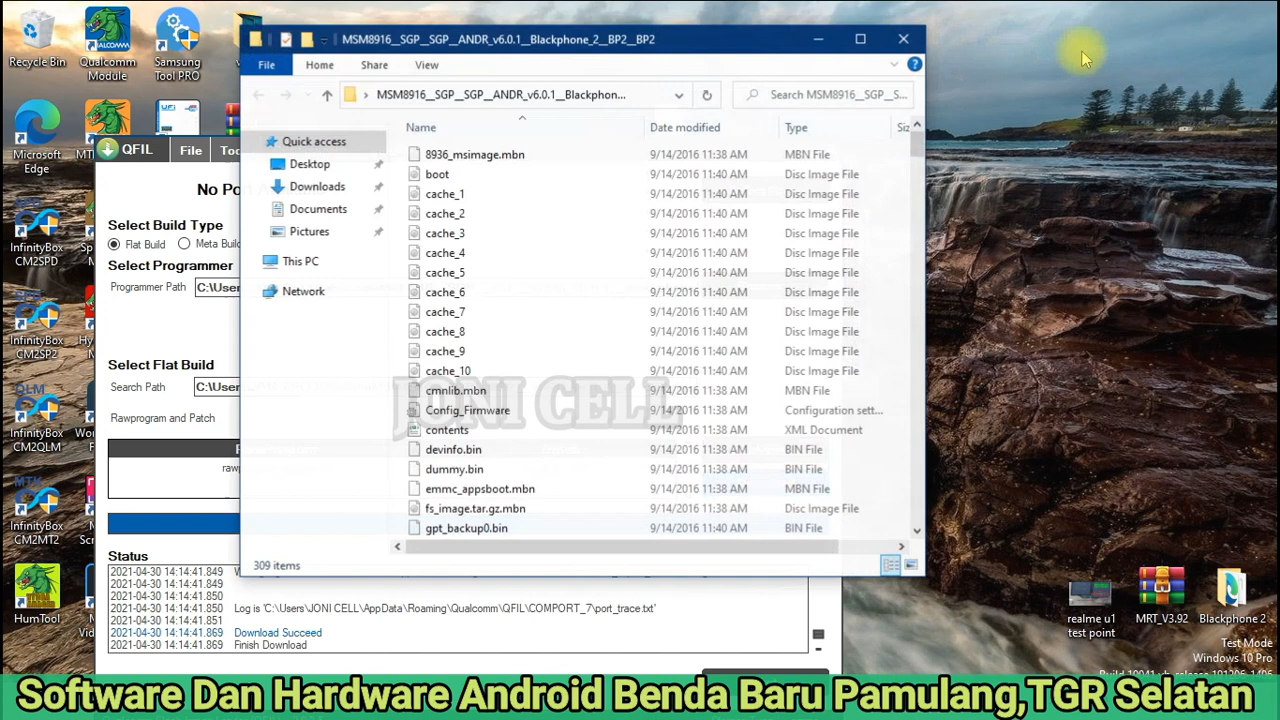 Recycle Bin
Qualcomm Module
Samsung Tool PRO
Microsoft Edge
InfinityBox CM2SPD
InfinityBox CM2SP2
InfinityBox CM2QLM
InfinityBox CM2MT2
HumTool
MSM8916__SGP__SGP__ANDR_v6.0.1__Blackphone_2__BP2__BP2
File Home Share View
MSM8916__SGP__SGP__ANDR_v6.0.1__Blackphon...
Search MSM8916__SGP__S...
Quick access
Desktop
Downloads
Documents
Pictures
This PC
Network
Name Date modified Type Siz
8936_msimage.mbn 9/14/2016 11:38 AM MBN File
boot 9/14/2016 11:40 AM Disc Image File
cache_1 9/14/2016 11:40 AM Disc Image File
cache_2 9/14/2016 11:40 AM Disc Image File
cache_3 9/14/2016 11:40 AM Disc Image File
cache_4 9/14/2016 11:40 AM Disc Image File
cache_5 9/14/2016 11:40 AM Disc Image File
cache_6 9/14/2016 11:40 AM Disc Image File
cache_7 9/14/2016 11:40 AM Disc Image File
cache_8 9/14/2016 11:40 AM Disc Image File
cache_9 9/14/2016 11:40 AM Disc Image File
cache_10 9/14/2016 11:40 AM Disc Image File
cmnlib.mbn 9/14/2016 11:38 AM MBN File
Config_Firmware 9/14/2016 11:38 AM Configuration sett...
contents 9/14/2016 11:38 AM XML Document
devinfo.bin 9/14/2016 11:38 AM BIN File
dummy.bin 9/14/2016 11:38 AM BIN File
emmc_appsboot.mbn 9/14/2016 11:38 AM MBN File
fs_image.tar.gz.mbn 9/14/2016 11:38 AM Disc Image File
gpt_backup0.bin 9/14/2016 11:40 AM BIN File
309 items
JONI CELL
QFIL File
No Port
Select Build Type
Flat Build Meta Build
Select Programmer
Programmer Path C:\User
Select Flat Build
Search Path C:\User
Rawprogram and Patch
Status
2021-04-30 14:14:41.849
2021-04-30 14:14:41.849
2021-04-30 14:14:41.850
2021-04-30 14:14:41.850 Log is 'C:\Users\JONI CELL\AppData\Roaming\Qualcomm\QFIL\COMPORT_7\port_trace.txt'
2021-04-30 14:14:41.851
2021-04-30 14:14:41.869 Download Succeed
2021-04-30 14:14:41.869 Finish Download
realme u1 test point
MRT_V3.92
Blackphone 2
Test Mode
Windows 10 Pro
Software Dan Hardware Android Benda Baru Pamulang,TGR Selatan